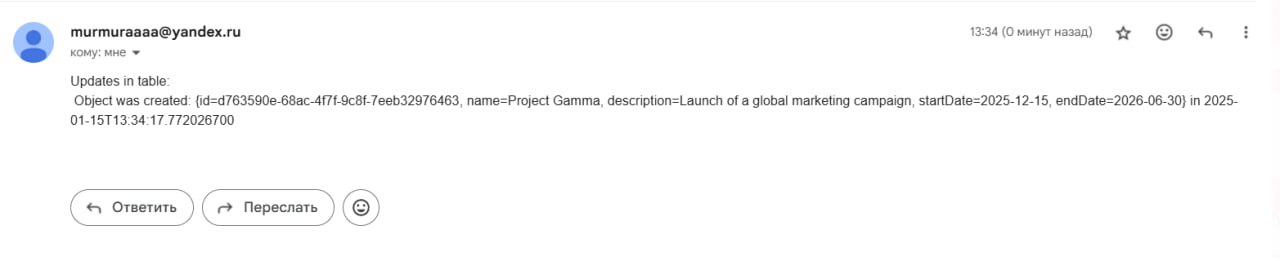 murmuraaaa@yandex.ru
13:34 (0 минут назад)
кому: мне
Updates in table:
Object was created: {id=d763590e-68ac-4f7f-9c8f-7eeb32976463, name=Project Gamma, description=Launch of a global marketing campaign, startDate=2025-12-15, endDate=2026-06-30} in 2025-
01-15T13:34:17.772026700
Ответить
Переслать